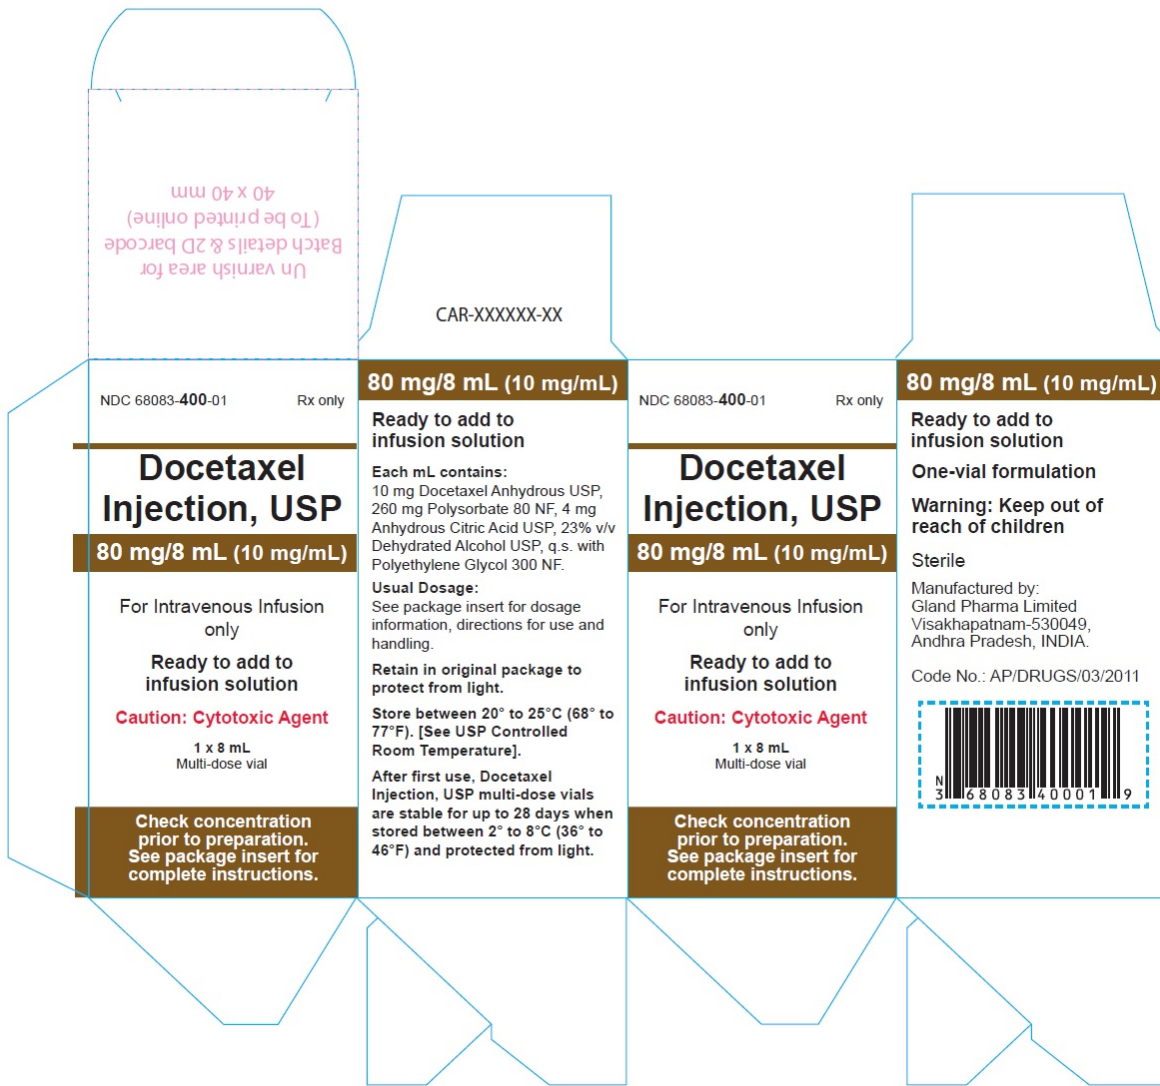 Un varnish area for
Batch details & 2D barcode
(To be printed online)
40 x 40 mm
CAR-XXXXXX-XX
NDC 68083-400-01 Rx only
Docetaxel
Injection, USP
80 mg/8 mL (10 mg/mL)
For Intravenous Infusion
only
Ready to add to
infusion solution
Caution: Cytotoxic Agent
1 x 8 mL
Multi-dose vial
Check concentration
prior to preparation.
See package insert for
complete instructions.
80 mg/8 mL (10 mg/mL)
Ready to add to
infusion solution
Each mL contains:
10 mg Docetaxel Anhydrous USP,
260 mg Polysorbate 80 NF, 4 mg
Anhydrous Citric Acid USP, 23% v/v
Dehydrated Alcohol USP, q.s. with
Polyethylene Glycol 300 NF.
Usual Dosage:
See package insert for dosage
information, directions for use and
handling.
Retain in original package to
protect from light.
Store between 20° to 25°C (68° to
77°F). [See USP Controlled
Room Temperature].
After first use, Docetaxel
Injection, USP multi-dose vials
are stable for up to 28 days when
stored between 2° to 8°C (36° to
46°F) and protected from light.
NDC 68083-400-01 Rx only
Docetaxel
Injection, USP
80 mg/8 mL (10 mg/mL)
For Intravenous Infusion
only
Ready to add to
infusion solution
Caution: Cytotoxic Agent
1 x 8 mL
Multi-dose vial
Check concentration
prior to preparation.
See package insert for
complete instructions.
80 mg/8 mL (10 mg/mL)
Ready to add to
infusion solution
One-vial formulation
Warning: Keep out of
reach of children
Sterile
Manufactured by:
Gland Pharma Limited
Visakhapatnam-530049,
Andhra Pradesh, INDIA.
Code No.: AP/DRUGS/03/2011
N
3 68083 40001 9